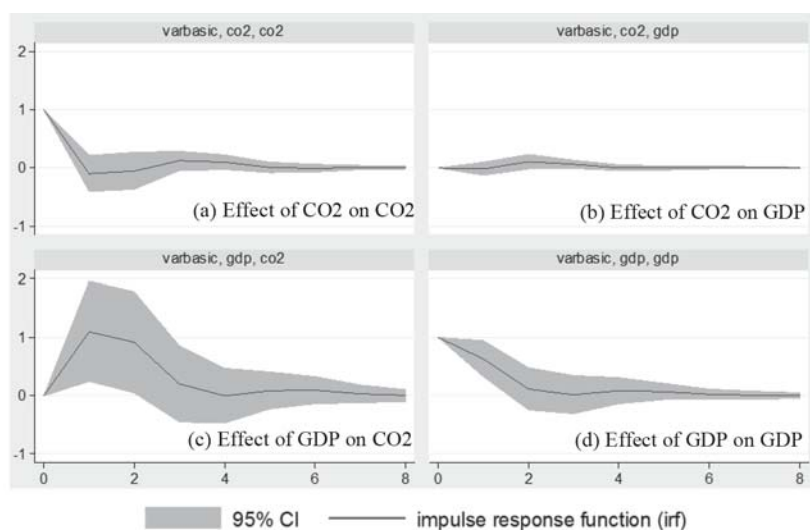 varbasic, co2, co2
varbasic, co2, gdp
2
1
0
-1
(a) Effect of CO2 on CO2
(b) Effect of CO2 on GDP
varbasic, gdp, co2
varbasic, gdp, gdp
2
1
0
-1
(c) Effect of GDP on CO2
(d) Effect of GDP on GDP
0 2 4 6 8
0 2 4 6 8
95% CI
impulse response function (irf)